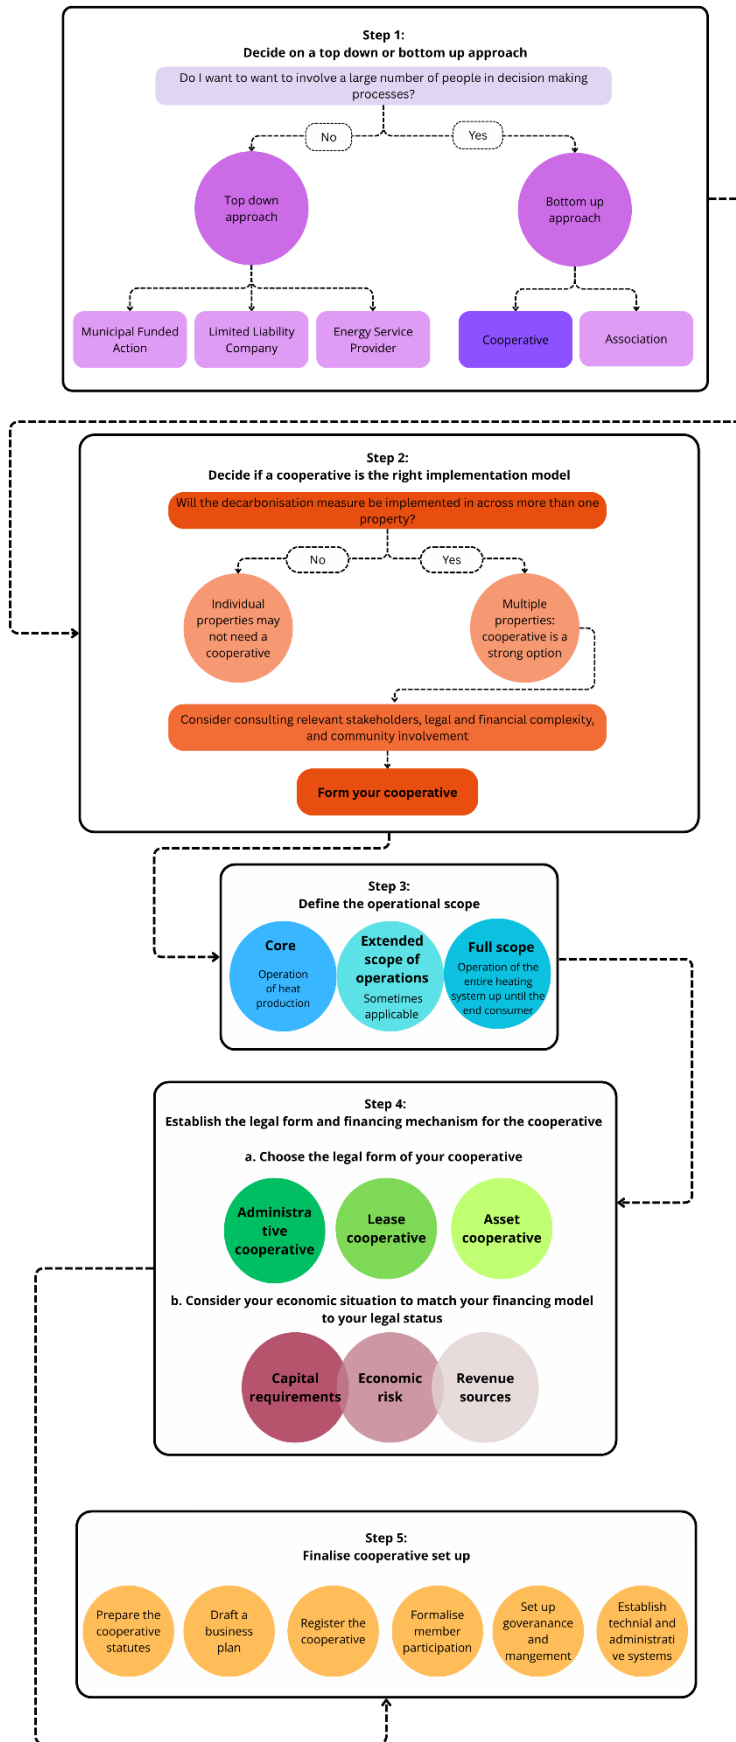 Step 1:
Decide on a top down or bottom up approach
Do I want to want to involve a large number of people in decision making
processes?
No
Yes
Top down
approach
Bottom up
approach
Municipal Funded
Action
Limited Liability
Company
Energy Service
Provider
Cooperative
Association
Step 2:
Decide if a cooperative is the right implementation model
Will the decarbonisation measure be implemented in across more than one
property?
No
Yes
Individual
properties may
not need a
cooperative
Multiple
properties:
cooperative is a
strong option
Consider consulting relevant stakeholders, legal and financial complexity,
and community involvement
Form your cooperative
Step 3:
Define the operational scope
Core
Operation
of heat
production
Extended
scope of
operations
Sometimes
applicable
Full scope
Operation of the
entire heating
system up until the
end consumer
Step 4:
Establish the legal form and financing mechanism for the cooperative
a. Choose the legal form of your cooperative
Administra
tive
cooperative
Lease
cooperative
Asset
cooperative
b. Consider your economic situation to match your financing model
to your legal status
Capital
requirements
Economic
risk
Revenue
sources
Step 5:
Finalise cooperative set up
Prepare the
cooperative
statutes
Draft a
business
plan
Register the
cooperative
Formalise
member
participation
Set up
goveranance
and
mangement
Establish
technial and
administrati
ve systems